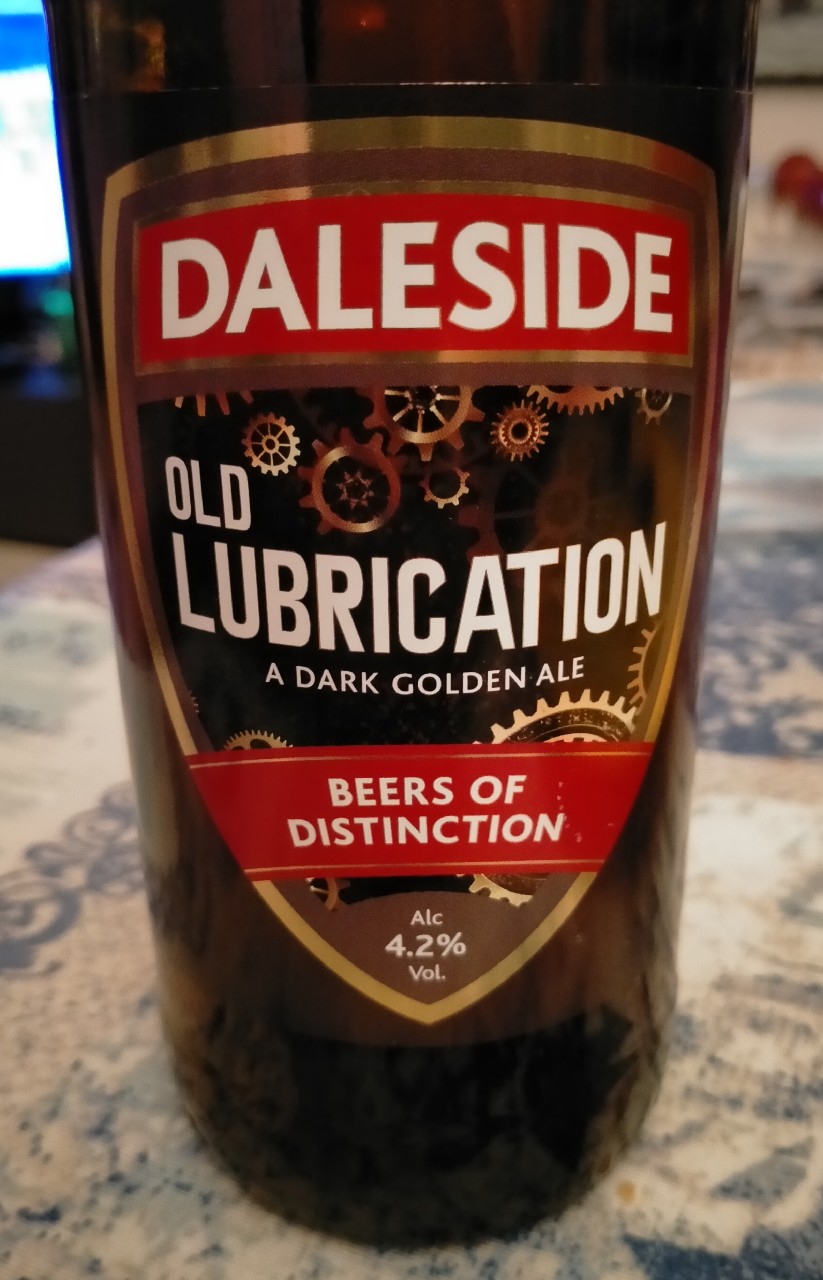 DALESIDE
OLD
LUBRICATION
A DARK GOLDEN ALE
BEERS OF
DISTINCTION
Alc
4.2%
Vol.